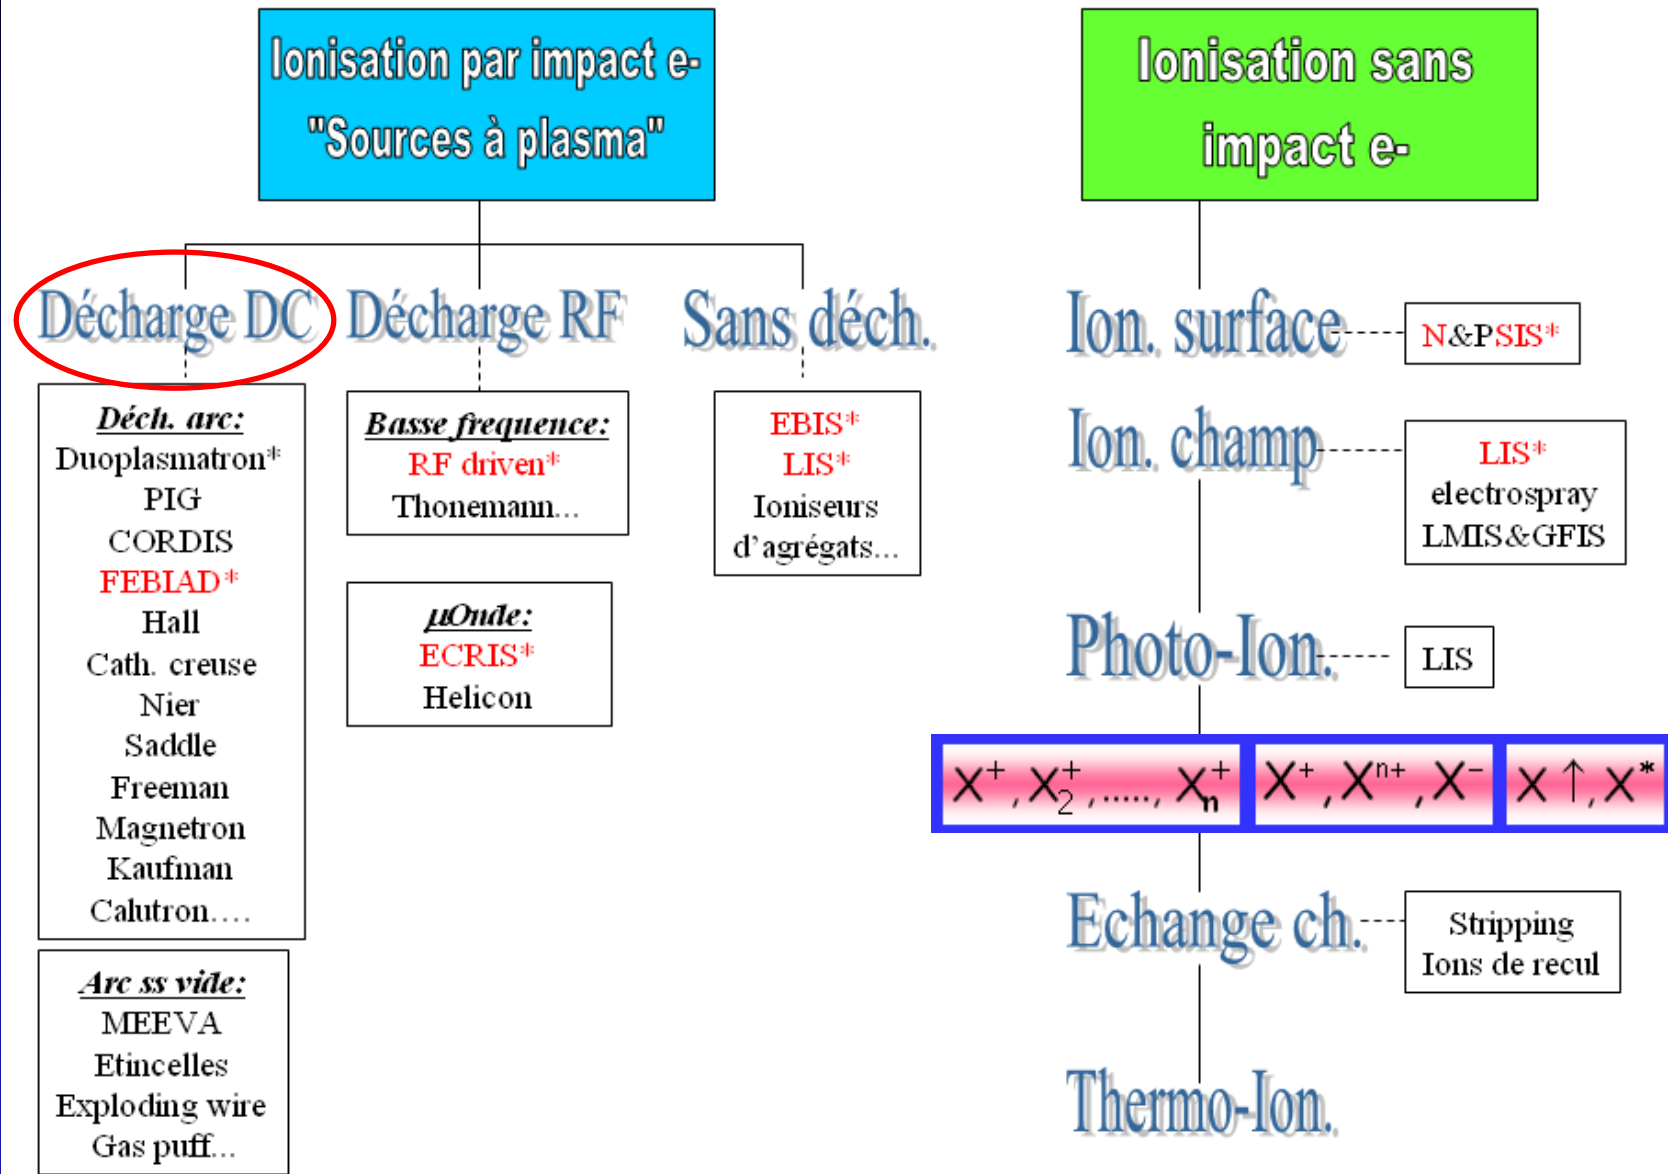 Ionisation par impact e-
"Sources à plasma"
Décharge DC
Déch. arc:
Duoplasmatron*
PIG
CORDIS
FEBIAD*
Hall
Cath. creuse
Nier
Saddle
Freeman
Magnetron
Kaufman
Calutron....
Arc ss vide:
MEEVA
Etincelles
Exploding wire
Gas puff...
Décharge RF
Basse frequence:
RF driven*
Thonemann...
µOnde:
ECRIS*
Helicon
Sans déch.
EBIS*
LIS*
Ioniseurs
d’agrégats...
Ionisation sans
impact e-
Ion. surface
N&PSIS*
Ion. champ
LIS*
electrospray
LMIS&GFIS
Photo-Ion.
LIS
X⁺, X₂⁺, ....., Xₙ⁺
X⁺, Xⁿ⁺, X⁻
X ↑, X*
Echange ch.
Stripping
Ions de recul
Thermo-Ion.